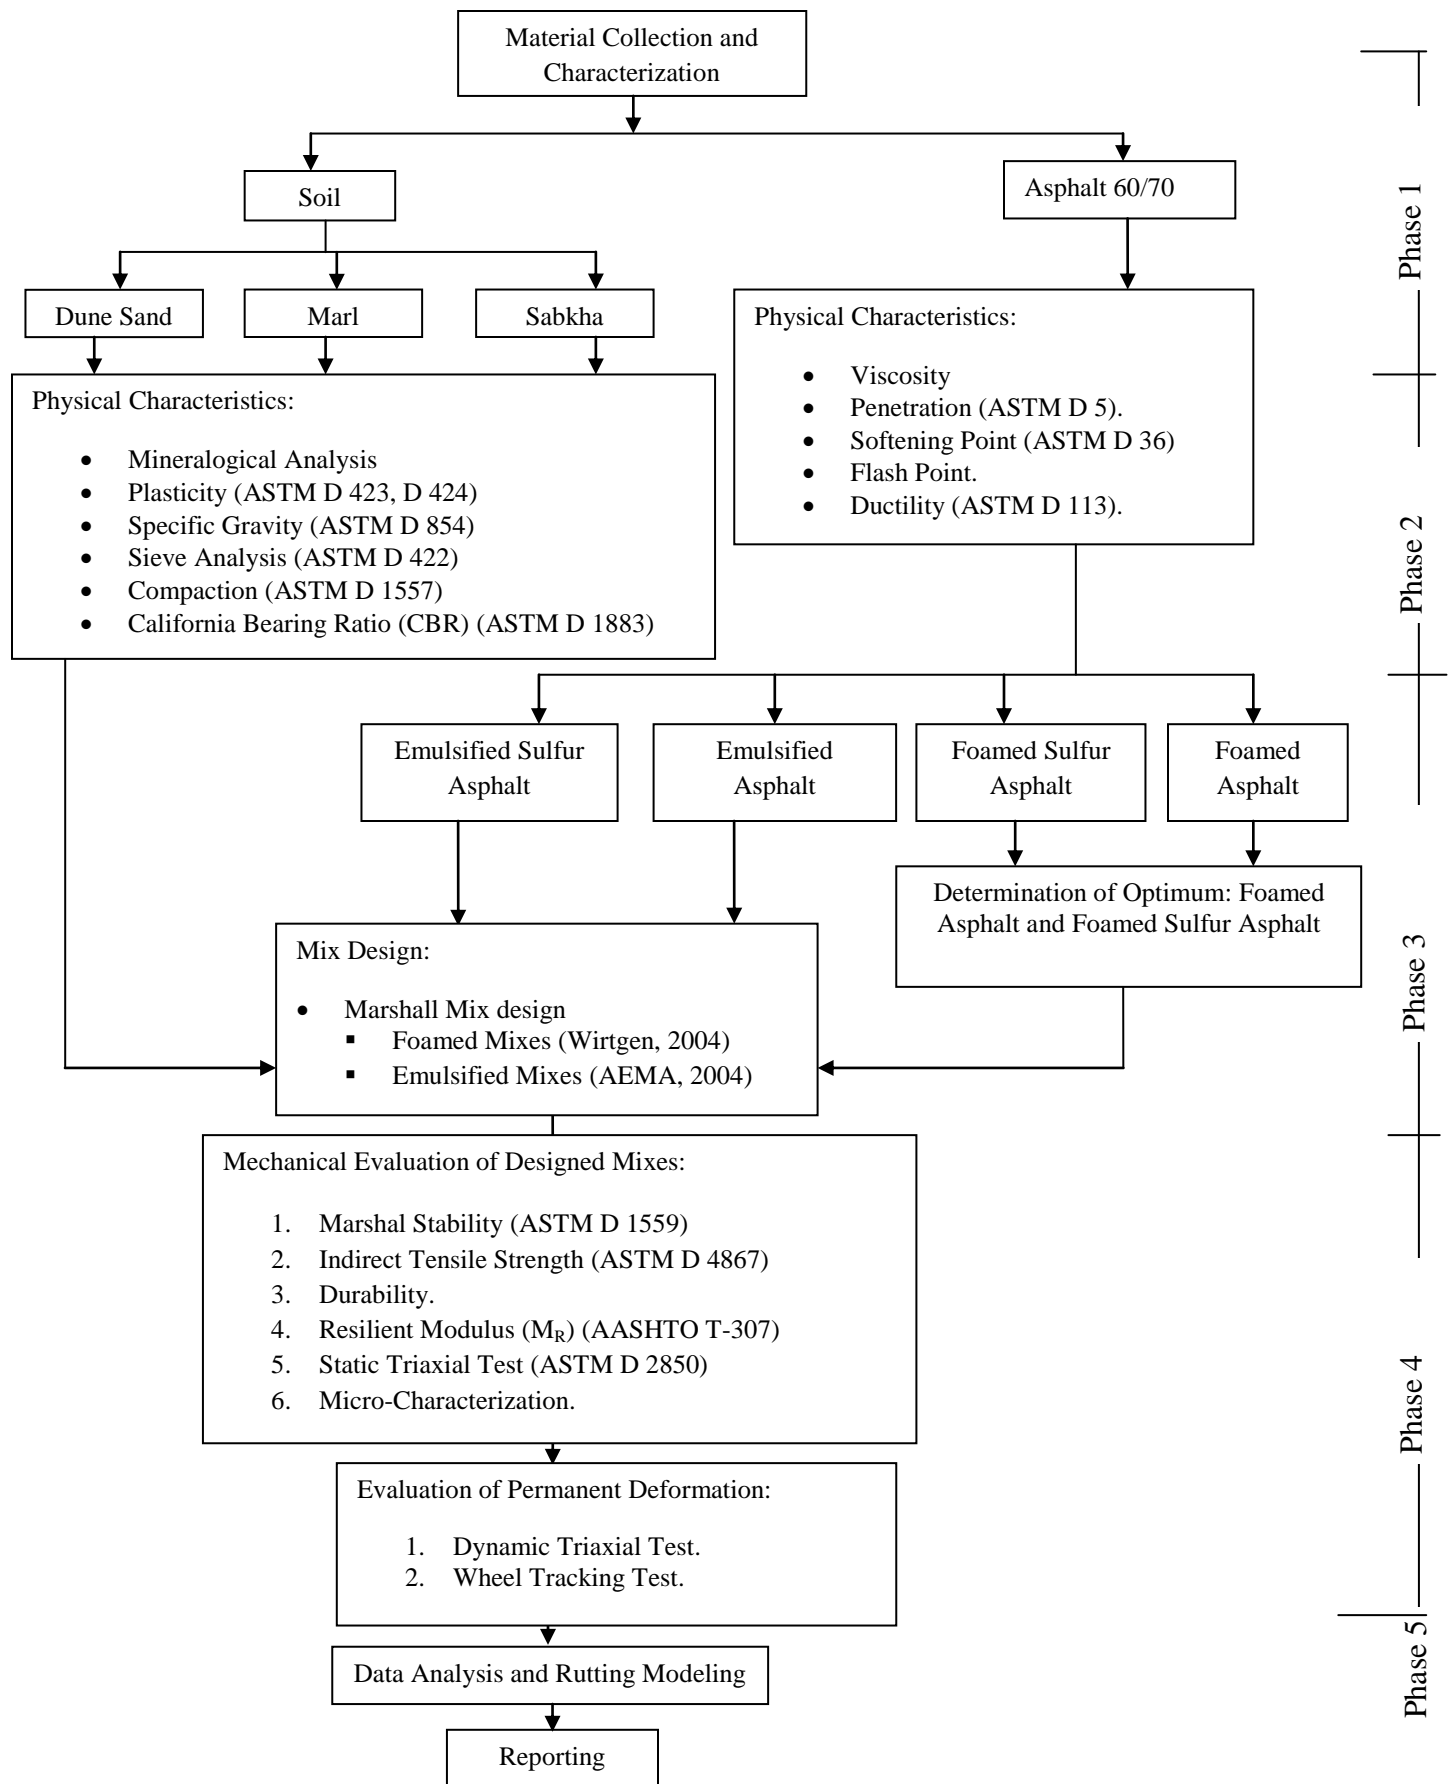 Material Collection and
Characterization
Soil
Asphalt 60/70
Phase 1
Dune Sand
Marl
Sabkha
Physical Characteristics:
• Viscosity
• Penetration (ASTM D 5).
• Softening Point (ASTM D 36)
• Flash Point.
• Ductility (ASTM D 113).
Physical Characteristics:
• Mineralogical Analysis
• Plasticity (ASTM D 423, D 424)
• Specific Gravity (ASTM D 854)
• Sieve Analysis (ASTM D 422)
• Compaction (ASTM D 1557)
• California Bearing Ratio (CBR) (ASTM D 1883)
Phase 2
Emulsified Sulfur
Asphalt
Emulsified
Asphalt
Foamed Sulfur
Asphalt
Foamed
Asphalt
Determination of Optimum: Foamed
Asphalt and Foamed Sulfur Asphalt
Mix Design:
• Marshall Mix design
▪ Foamed Mixes (Wirtgen, 2004)
▪ Emulsified Mixes (AEMA, 2004)
Phase 3
Mechanical Evaluation of Designed Mixes:
1. Marshal Stability (ASTM D 1559)
2. Indirect Tensile Strength (ASTM D 4867)
3. Durability.
4. Resilient Modulus (MR) (AASHTO T-307)
5. Static Triaxial Test (ASTM D 2850)
6. Micro-Characterization.
Phase 4
Evaluation of Permanent Deformation:
1. Dynamic Triaxial Test.
2. Wheel Tracking Test.
Phase 5
Data Analysis and Rutting Modeling
Reporting